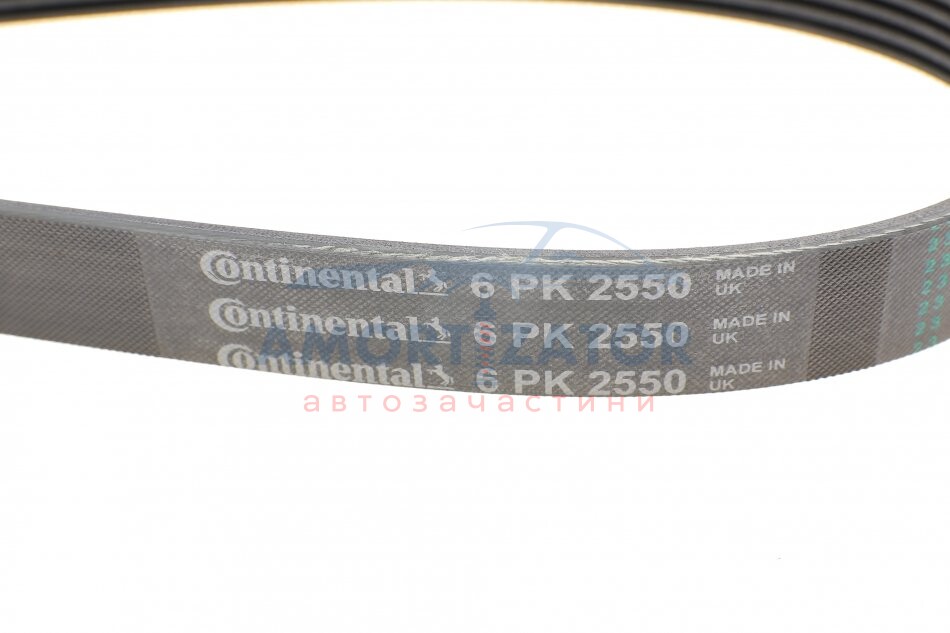 Continental 6 PK 2550 MADE IN UK
Continental 6 PK 2550 MADE IN UK
AMORTIZATOR
Continental 6 PK 2550 MADE IN UK
автозачастини